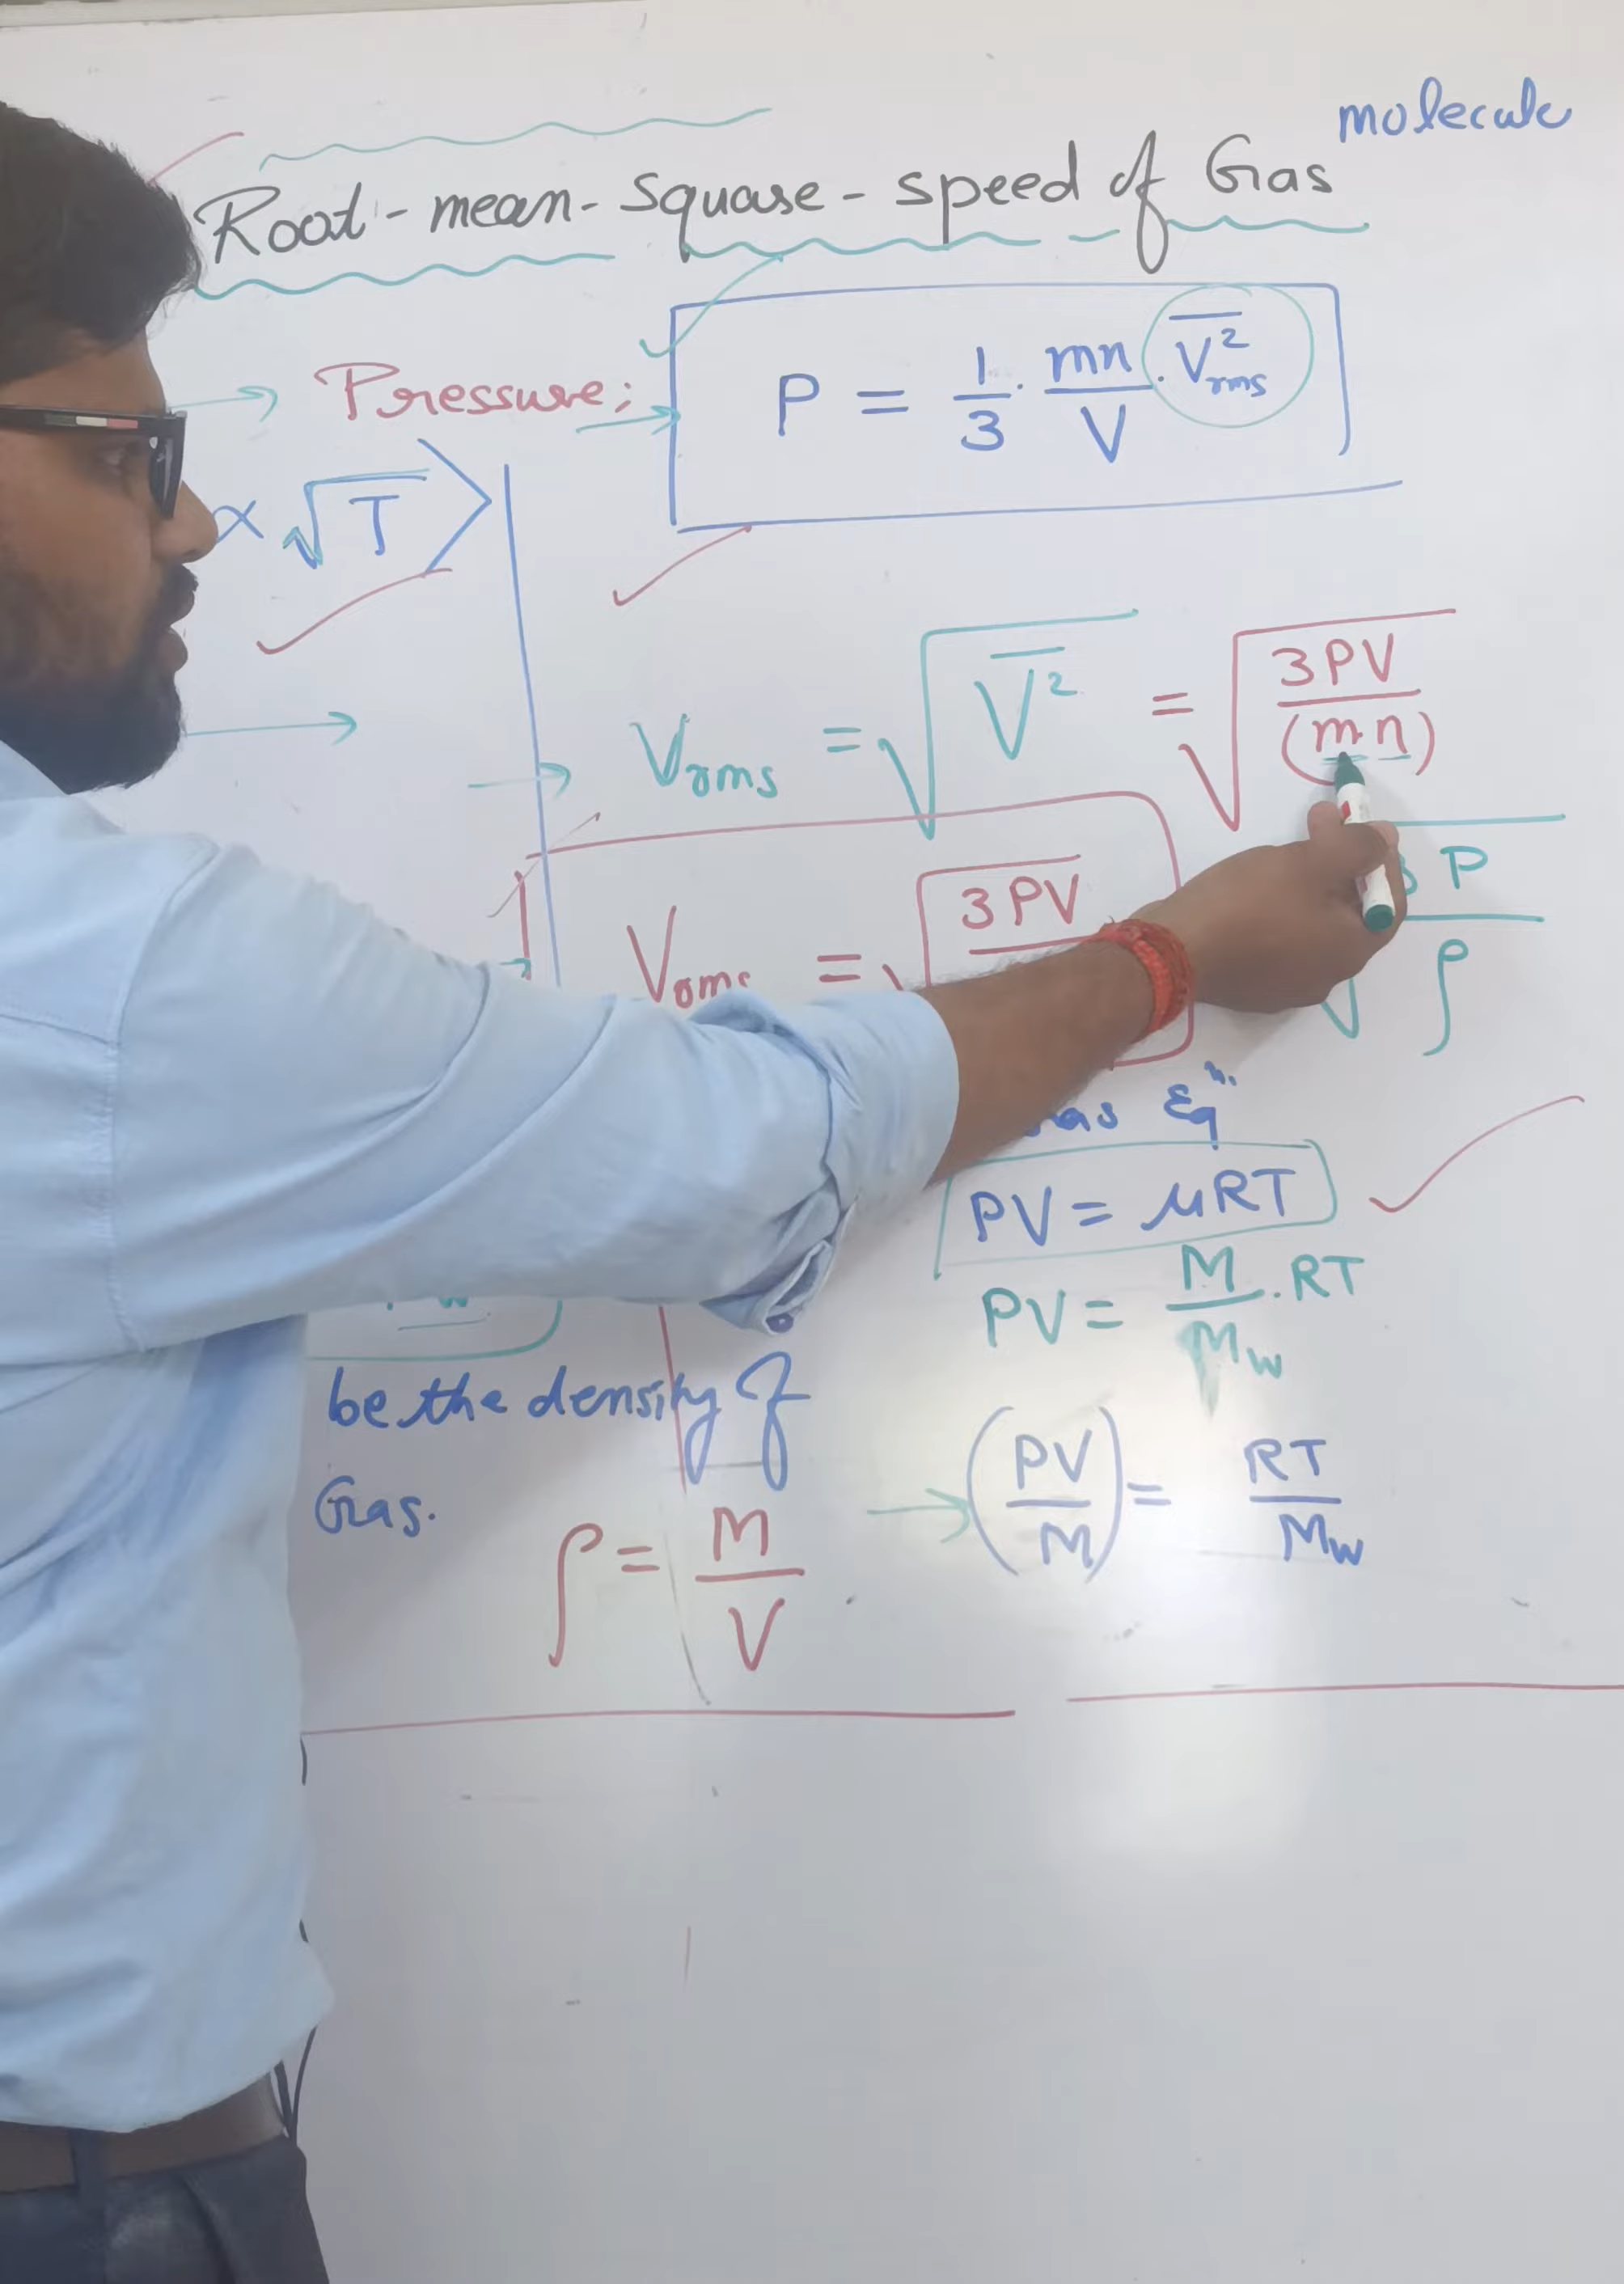 molecule
Root-mean-square-speed of Gas
Pressure; P = 1/3 · mn/V · V̅²rms
∝ √T
Vrms = √V̅² = √3PV/(m.n)
Vrms = √3PV
P/ρ
Eqⁿ.
PV = μRT
PV = M/Mw . RT
be the density of
Gas.
(PV/M) = RT/Mw
ρ = M/V